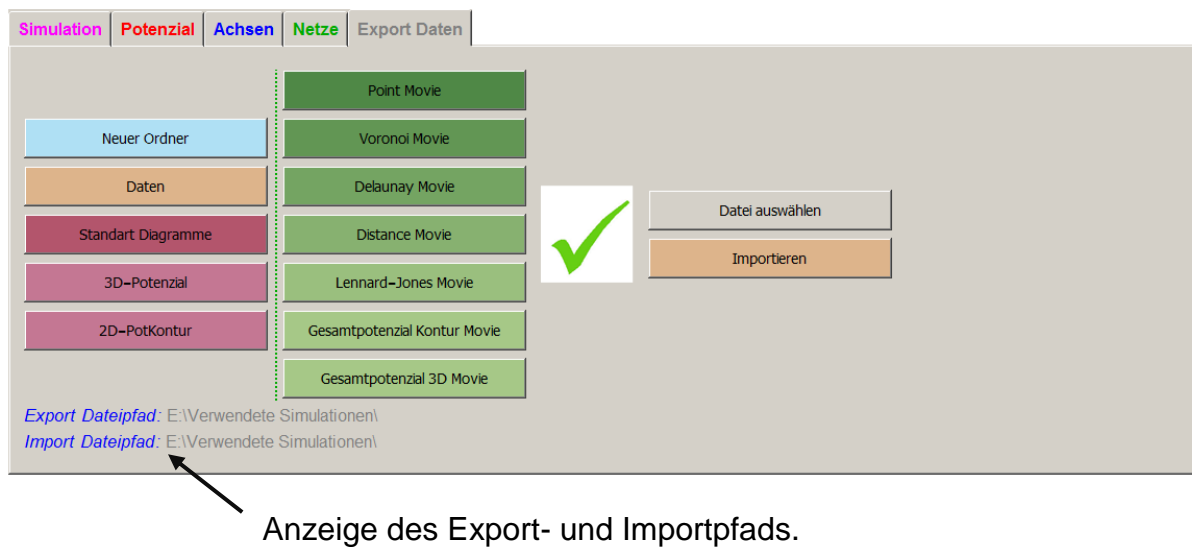 Simulation Potenzial Achsen Netze Export Daten
Point Movie
Neuer Ordner
Voronoi Movie
Daten
Delaunay Movie
Standart Diagramme
Distance Movie
3D-Potenzial
Lennard-Jones Movie
2D-PotKontur
Gesamtpotenzial Kontur Movie
Gesamtpotenzial 3D Movie
Datei auswählen
Importieren
Export Dateipfad: E:\Verwendete Simulationen\
Import Dateipfad: E:\Verwendete Simulationen\
Anzeige des Export- und Importpfads.